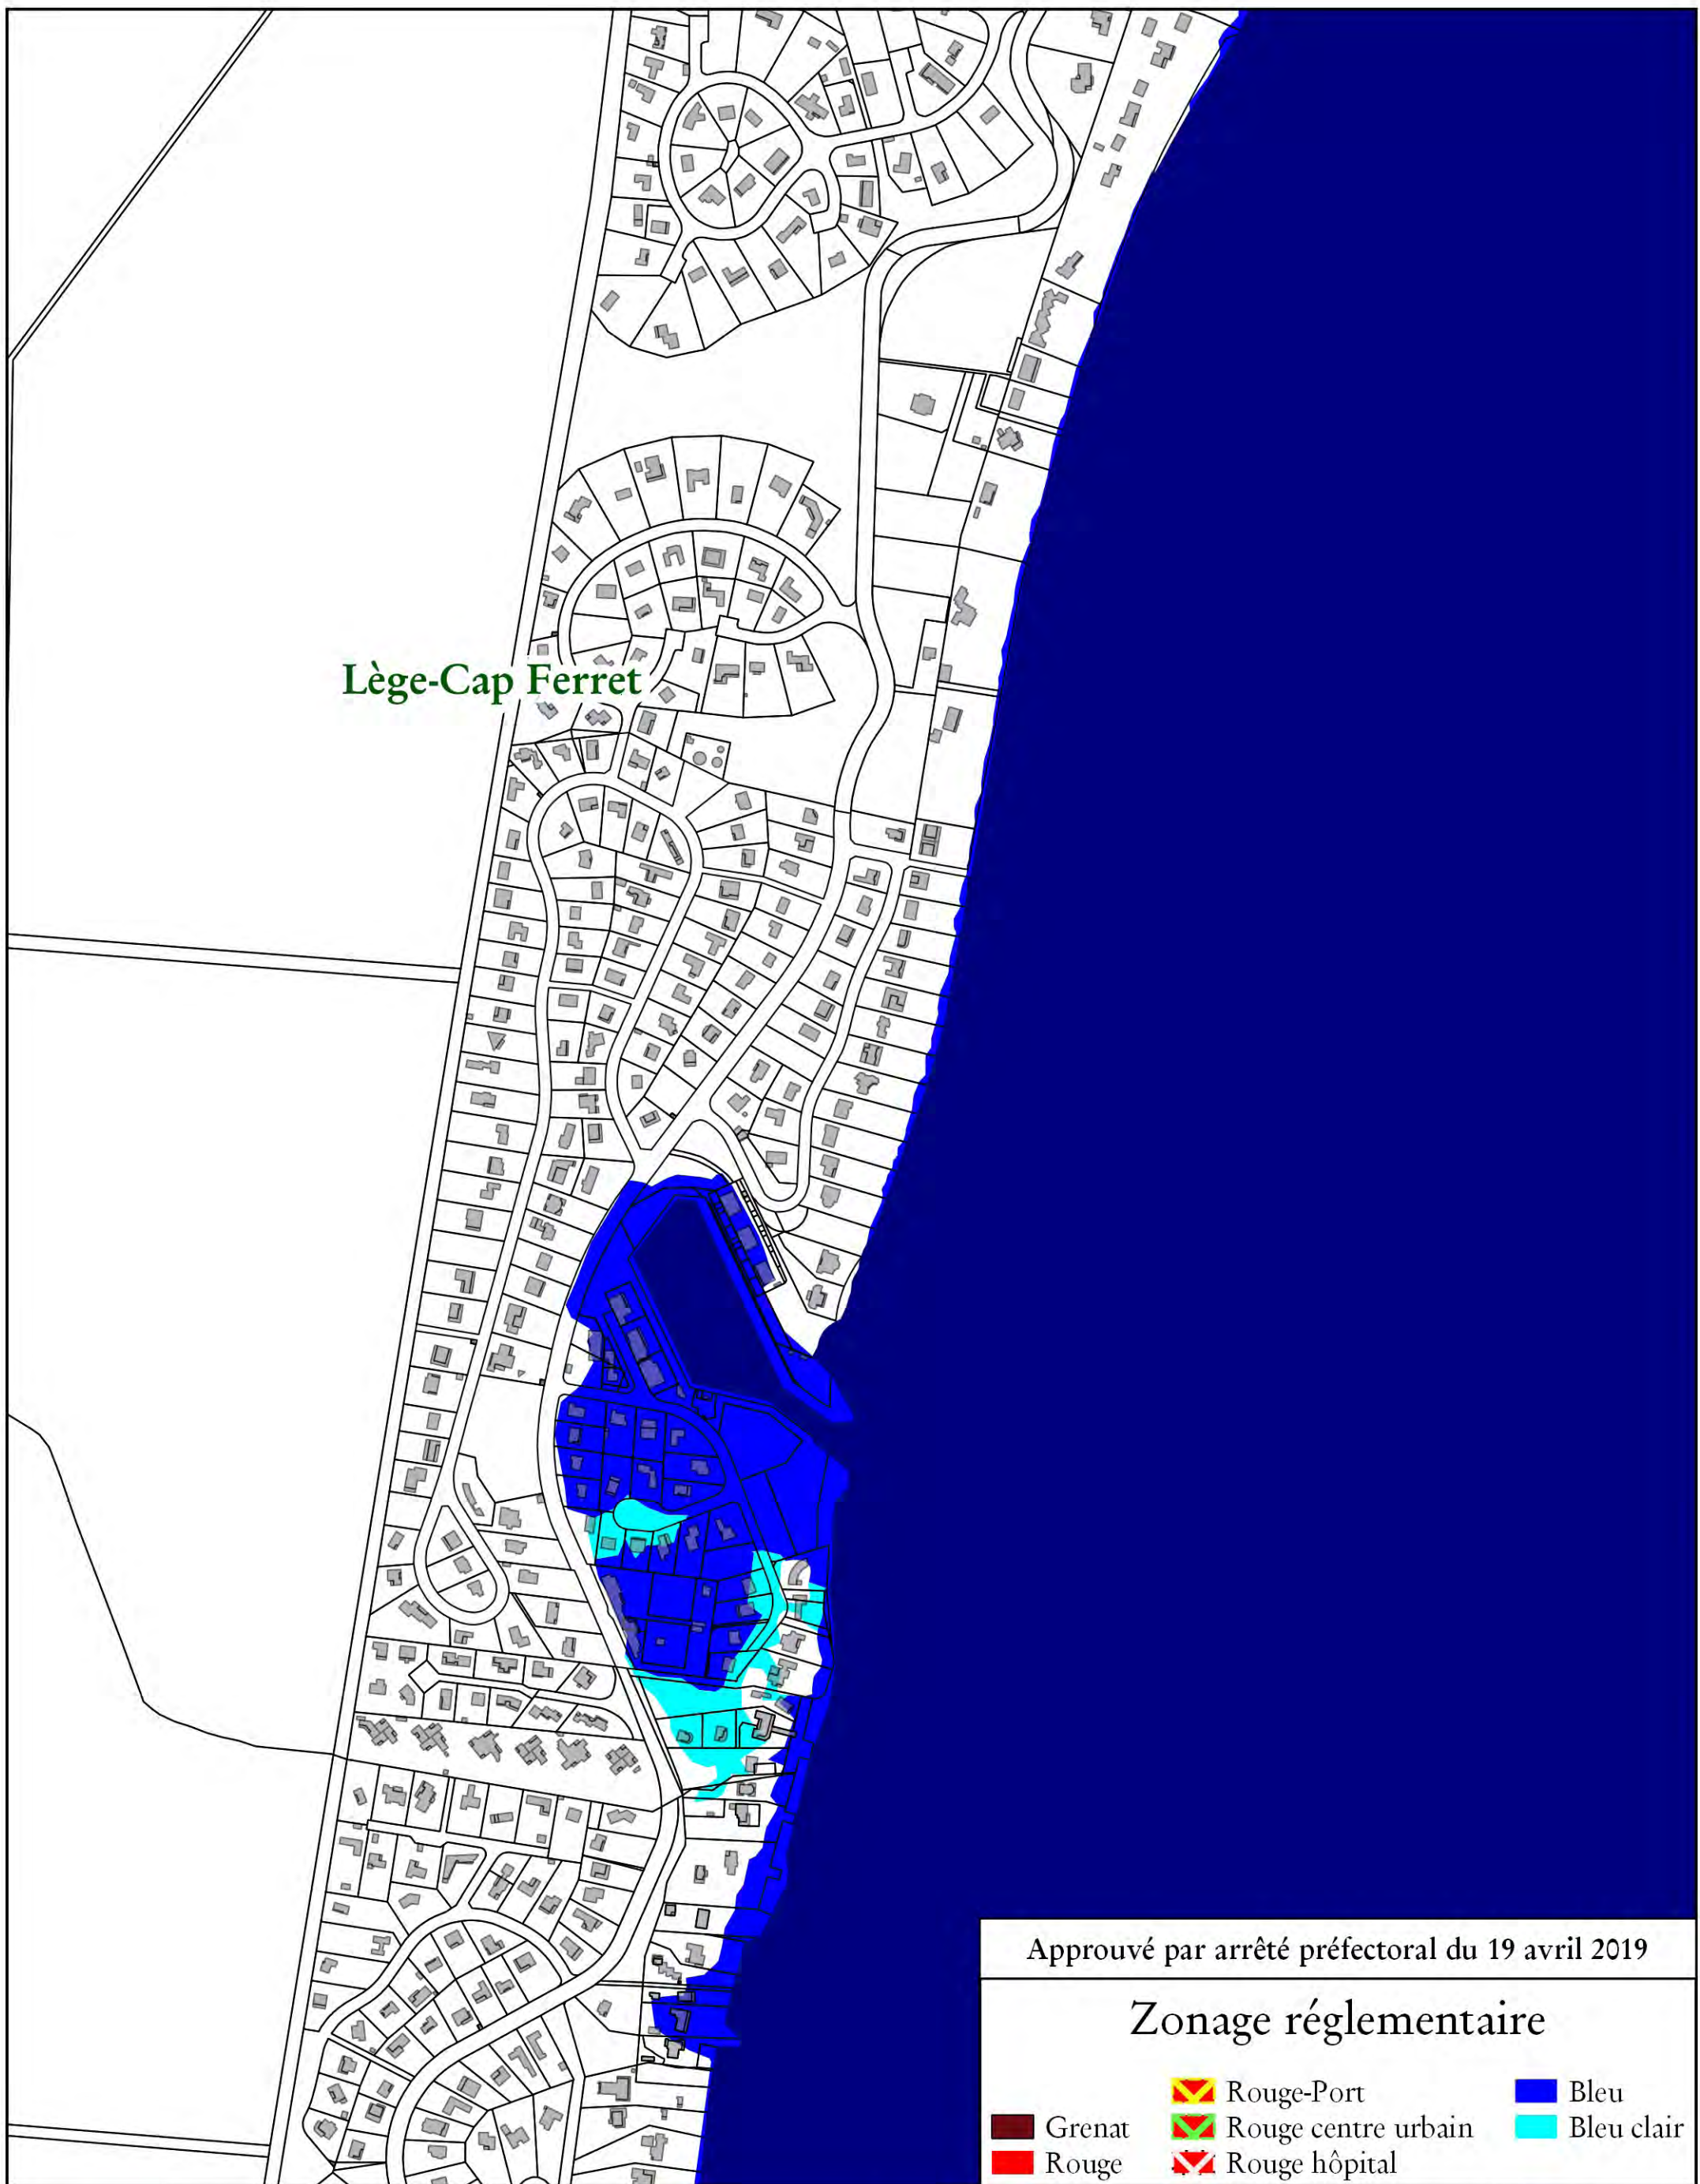 Lège-Cap Ferret
Approuvé par arrêté préfectoral du 19 avril 2019
Zonage réglementaire
Grenat
Rouge
Rouge-Port
Rouge centre urbain
Rouge hôpital
Bleu
Bleu clair